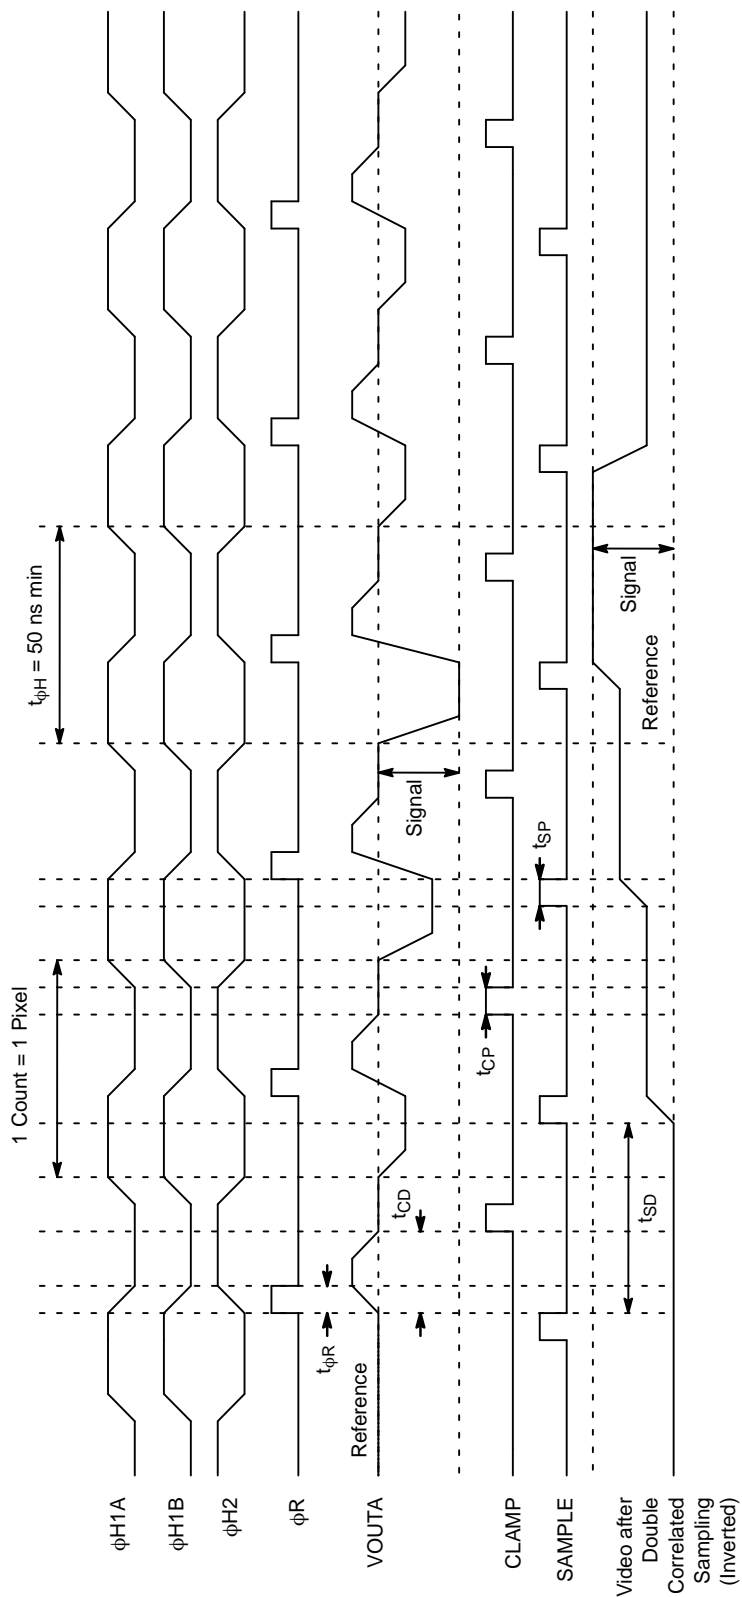 1 Count = 1 Pixel
tϕH = 50 ns min
ϕH1A
ϕH1B
ϕH2
ϕR
tϕR
VOUTA
Reference
tCD
Signal
CLAMP
tCP
SAMPLE
tSP
Video after
Double
Correlated
Sampling
(Inverted)
tSD
Reference
Signal